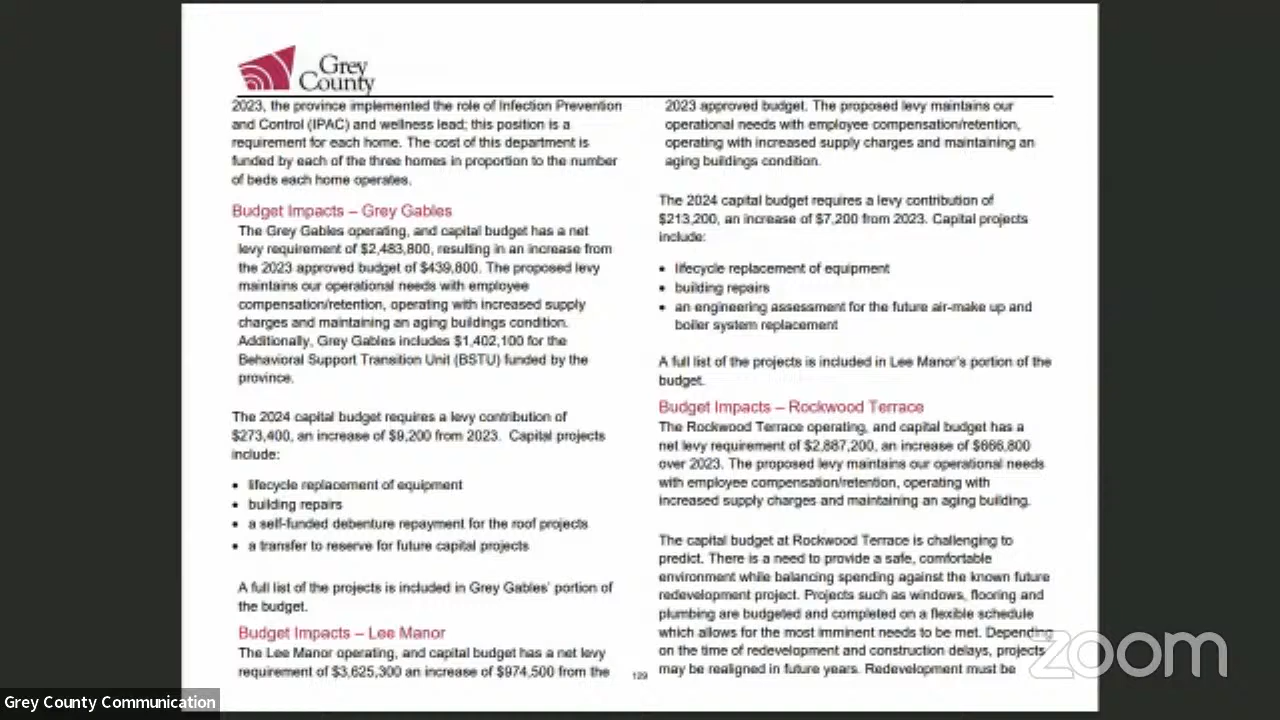 Grey
County
2023, the province implemented the role of Infection Prevention
and Control (IPAC) and wellness lead; this position is a
requirement for each home. The cost of this department is
funded by each of the three homes in proportion to the number
of beds each home operates.
Budget Impacts – Grey Gables
The Grey Gables operating, and capital budget has a net
levy requirement of $2,483,800, resulting in an increase from
the 2023 approved budget of $439,800. The proposed levy
maintains our operational needs with employee
compensation/retention, operating with increased supply
charges and maintaining an aging buildings condition.
Additionally, Grey Gables includes $1,402,100 for the
Behavioral Support Transition Unit (BSTU) funded by the
province.
The 2024 capital budget requires a levy contribution of
$273,400, an increase of $9,200 from 2023. Capital projects
include:
• lifecycle replacement of equipment
• building repairs
• a self-funded debenture repayment for the roof projects
• a transfer to reserve for future capital projects
A full list of the projects is included in Grey Gables' portion of
the budget.
Budget Impacts – Lee Manor
The Lee Manor operating, and capital budget has a net levy
requirement of $3,625,300 an increase of $974,500 from the
2023 approved budget. The proposed levy maintains our
operational needs with employee compensation/retention,
operating with increased supply charges and maintaining an
aging buildings condition.
The 2024 capital budget requires a levy contribution of
$213,200, an increase of $7,200 from 2023. Capital projects
include:
• lifecycle replacement of equipment
• building repairs
• an engineering assessment for the future air-make up and
boiler system replacement
A full list of the projects is included in Lee Manor's portion of the
budget.
Budget Impacts – Rockwood Terrace
The Rockwood Terrace operating, and capital budget has a
net levy requirement of $2,887,200, an increase of $666,800
over 2023. The proposed levy maintains our operational needs
with employee compensation/retention, operating with
increased supply charges and maintaining an aging building.
The capital budget at Rockwood Terrace is challenging to
predict. There is a need to provide a safe, comfortable
environment while balancing spending against the known future
redevelopment project. Projects such as windows, flooring and
plumbing are budgeted and completed on a flexible schedule
which allows for the most imminent needs to be met. Depending
on the time of redevelopment and construction delays, projects
may be realigned in future years. Redevelopment must be
129
zoom
Grey County Communication